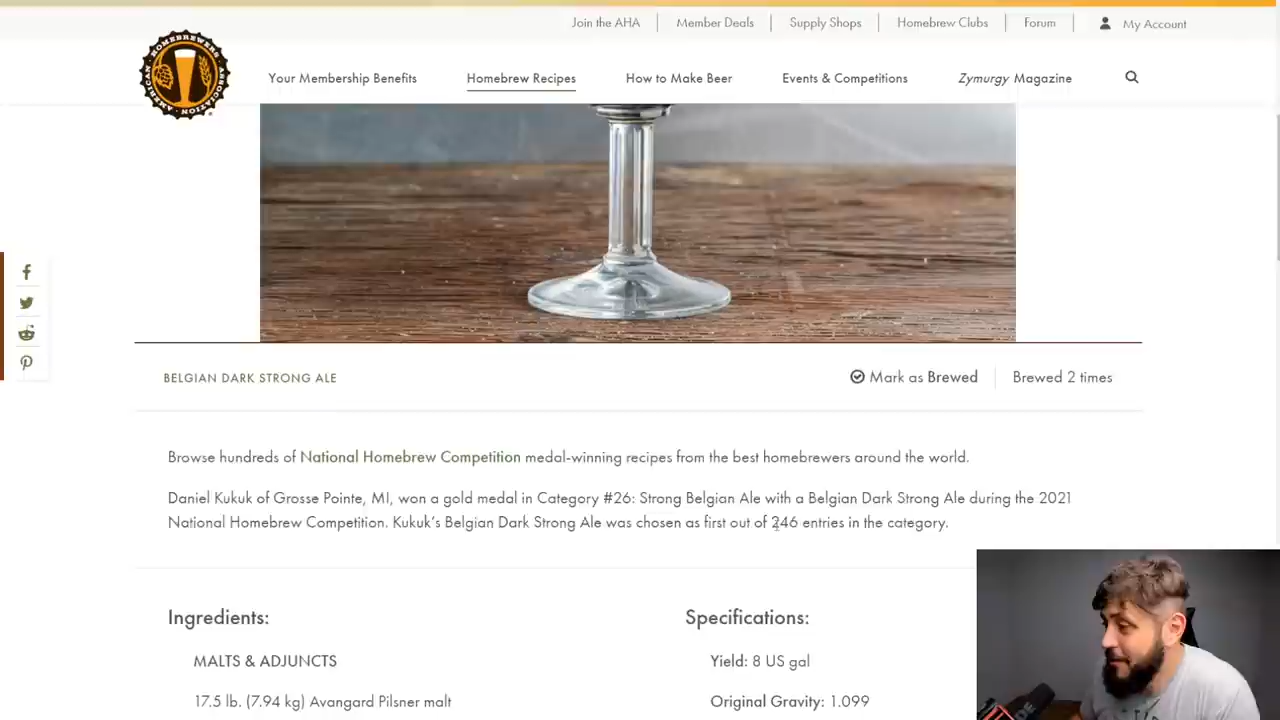 Join the AHA
Member Deals
Supply Shops
Homebrew Clubs
Forum
My Account
AMERICAN HOMEBREWERS ASSOCIATION
Your Membership Benefits
Homebrew Recipes
How to Make Beer
Events & Competitions
Zymurgy Magazine
BELGIAN DARK STRONG ALE
Mark as Brewed
Brewed 2 times
Browse hundreds of National Homebrew Competition medal-winning recipes from the best homebrewers around the world.
Daniel Kukuk of Grosse Pointe, MI, won a gold medal in Category #26: Strong Belgian Ale with a Belgian Dark Strong Ale during the 2021
National Homebrew Competition. Kukuk’s Belgian Dark Strong Ale was chosen as first out of 246 entries in the category.
Ingredients:
MALTS & ADJUNCTS
17.5 lb. (7.94 kg) Avangard Pilsner malt
Specifications:
Yield: 8 US gal
Original Gravity: 1.099